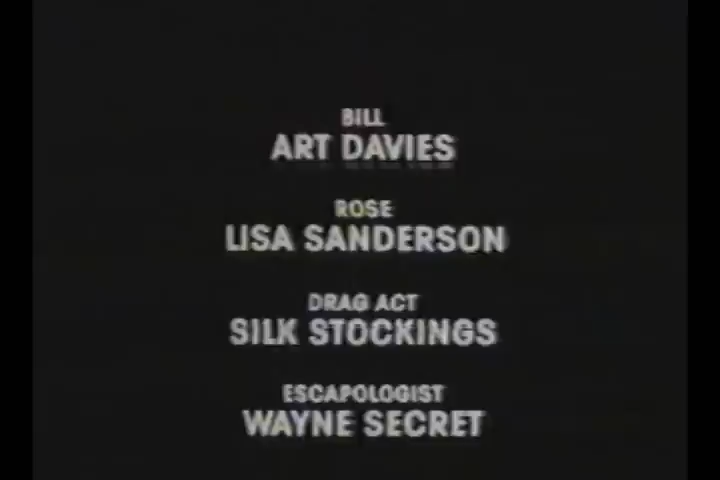 BILL
ART DAVIES
ROSE
LISA SANDERSON
DRAG ACT
SILK STOCKINGS
ESCAPOLOGIST
WAYNE SECRET